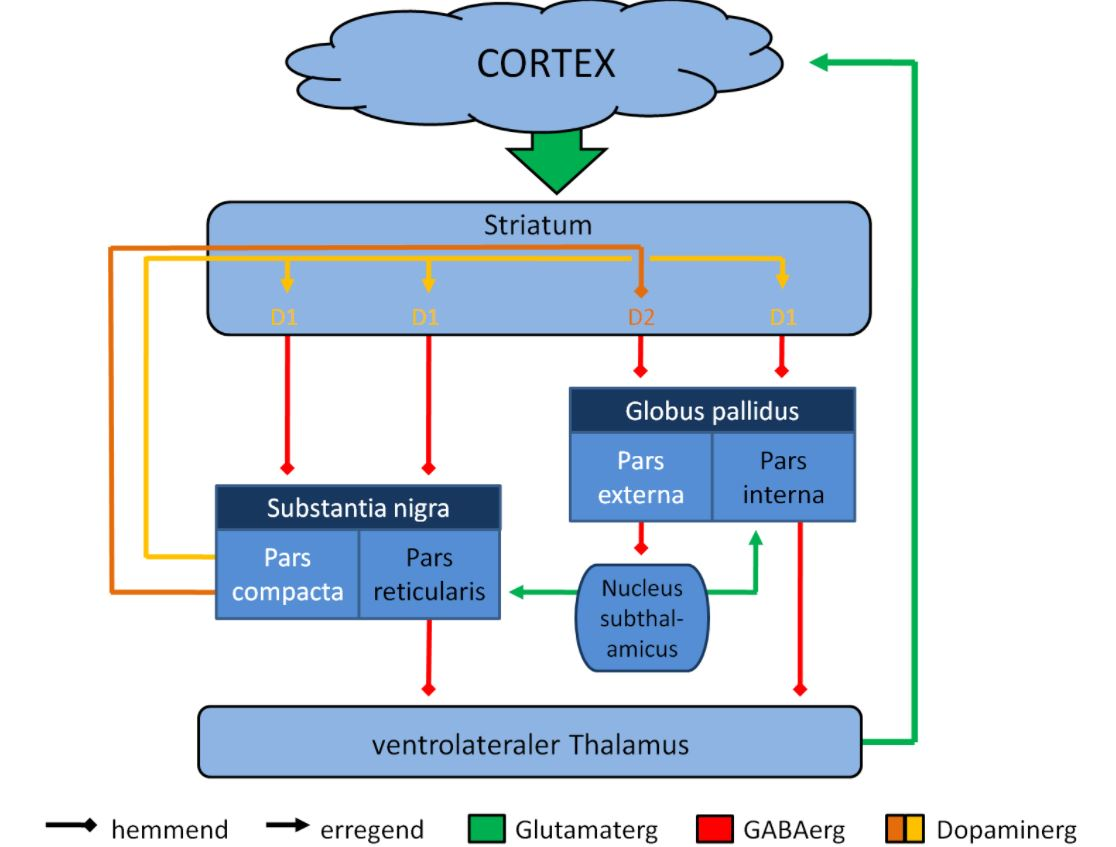 CORTEX
Striatum
D1
D1
D2
D1
Globus pallidus
Pars
externa
Pars
interna
Substantia nigra
Pars
compacta
Pars
reticularis
Nucleus
subthal-
amicus
ventrolateraler Thalamus
hemmend
erregend
Glutamaterg
GABAerg
Dopaminerg